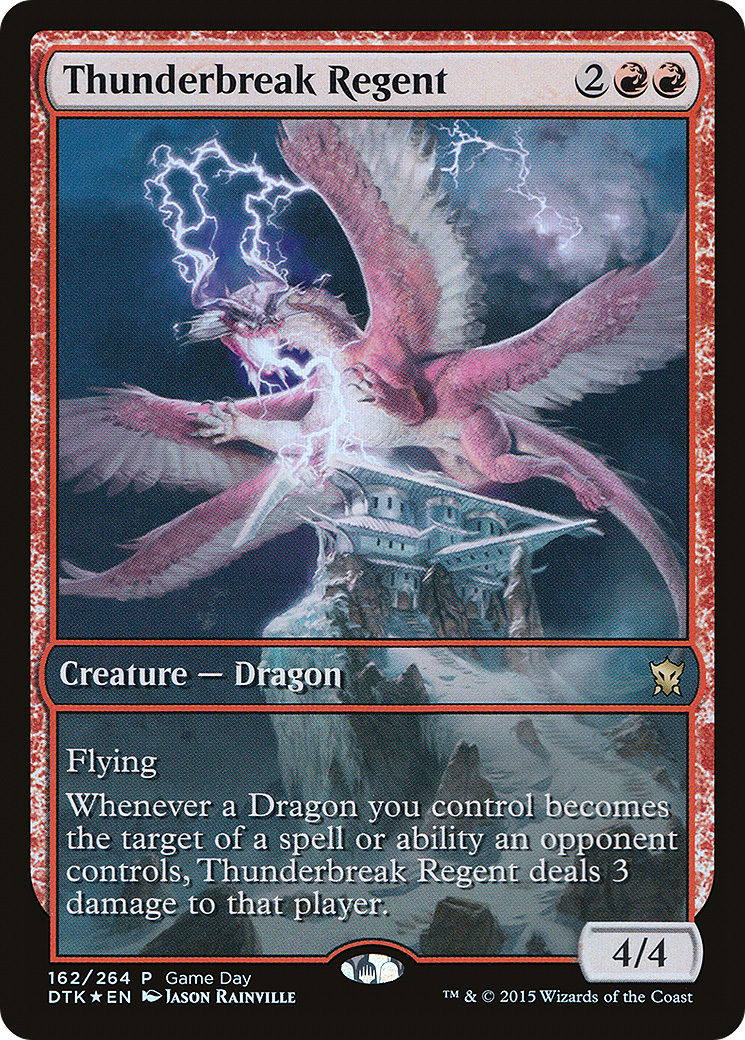 Thunderbreak Regent 2
Creature — Dragon
Flying
Whenever a Dragon you control becomes
the target of a spell or ability an opponent
controls, Thunderbreak Regent deals 3
damage to that player.
4/4
162/264 P Game Day
DTK★EN Jason Rainville
™ & © 2015 Wizards of the Coast